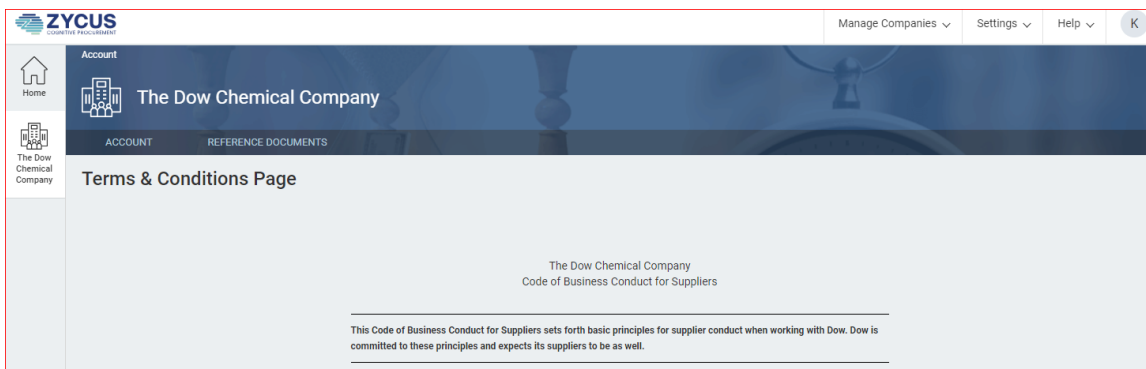 ZYCUS
COGNITIVE PROCUREMENT
Manage Companies
Settings
Help
K
Home
The Dow
Chemical
Company
Account
The Dow Chemical Company
ACCOUNT
REFERENCE DOCUMENTS
Terms & Conditions Page
The Dow Chemical Company
Code of Business Conduct for Suppliers
This Code of Business Conduct for Suppliers sets forth basic principles for supplier conduct when working with Dow. Dow is
committed to these principles and expects its suppliers to be as well.